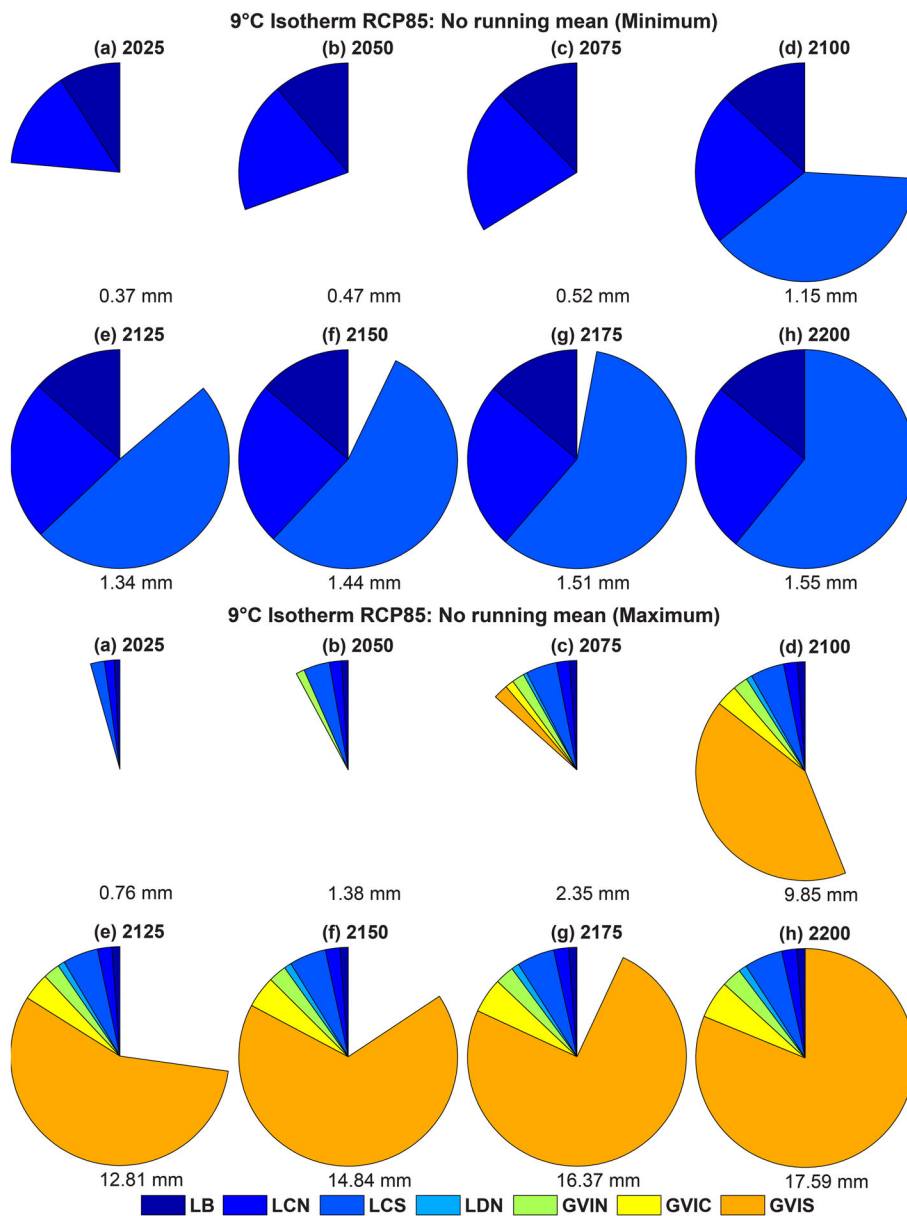 9°C Isotherm RCP85: No running mean (Minimum)
(a) 2025 (b) 2050 (c) 2075 (d) 2100
0.37 mm 0.47 mm 0.52 mm 1.15 mm
(e) 2125 (f) 2150 (g) 2175 (h) 2200
1.34 mm 1.44 mm 1.51 mm 1.55 mm
9°C Isotherm RCP85: No running mean (Maximum)
(a) 2025 (b) 2050 (c) 2075 (d) 2100
0.76 mm 1.38 mm 2.35 mm 9.85 mm
(e) 2125 (f) 2150 (g) 2175 (h) 2200
12.81 mm 14.84 mm 16.37 mm 17.59 mm
LB LCN LCS LDN GVIN GVIC GVIS